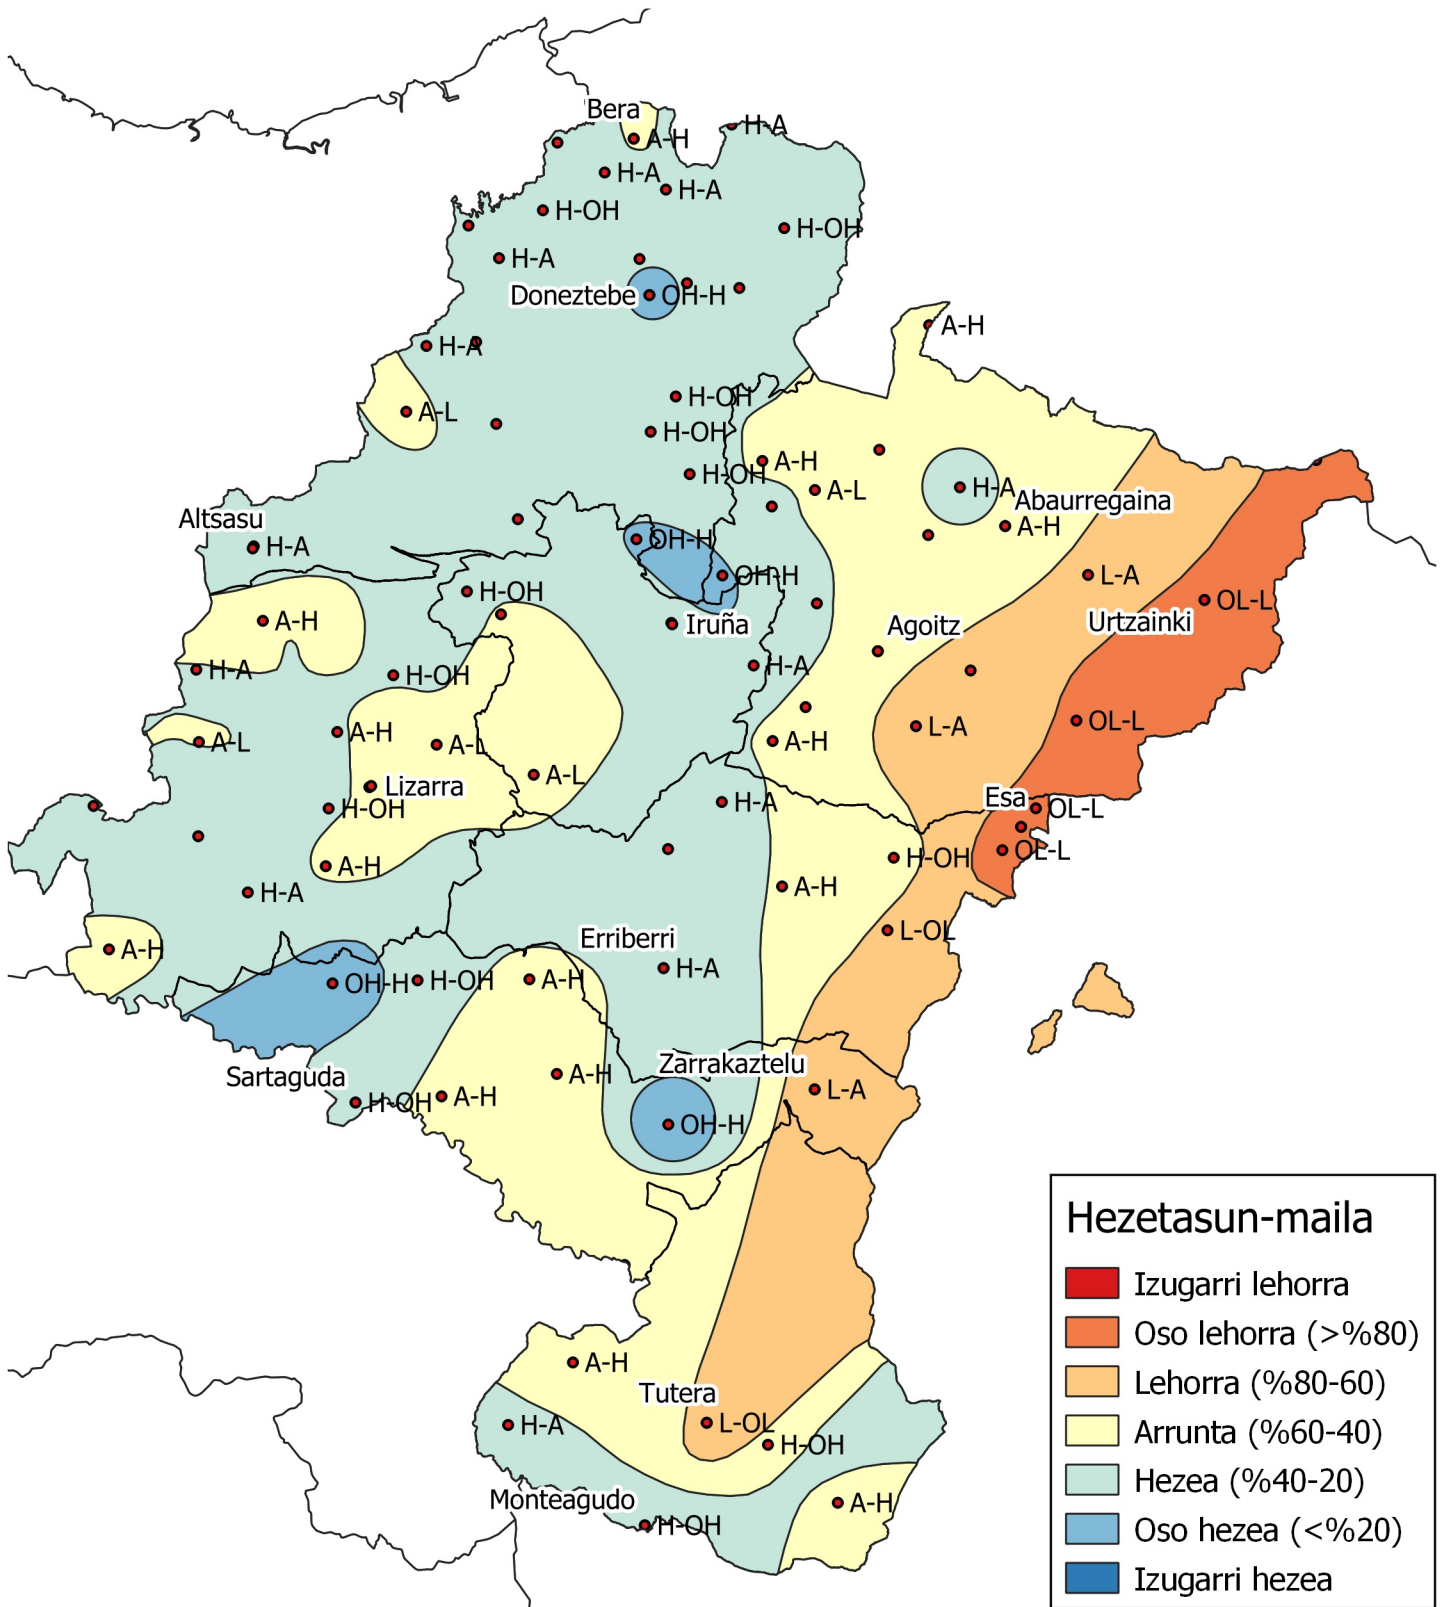 Bera
A-H
H-A
H-A
H-A
H-OH
H-OH
H-A
Doneztebe
OH-H
A-H
H-A
H-OH
A-L
H-OH
A-H
H-OH
A-L
H-A
Abaurregaina
A-H
Altsasu
H-A
OH-H
OH-H
L-A
H-OH
OL-L
A-H
Iruña
Agoitz
Urtzainki
H-A
H-OH
H-A
OL-L
L-A
A-H
A-L
A-L
A-H
A-L
Lizarra
Esa
H-OH
H-A
OL-L
A-H
H-OH
OL-L
H-A
A-H
L-OL
A-H
Erriberri
H-A
OH-H
H-OH
A-H
Sartaguda
Zarrakaztelu
A-H
L-A
H-OH
A-H
OH-H
A-H
Tutera
H-A
L-OL
H-OH
Monteagudo
A-H
H-OH
Hezetasun-maila
Izugarri lehorra
Oso lehorra (>%80)
Lehorra (%80-60)
Arrunta (%60-40)
Hezea (%40-20)
Oso hezea (<%20)
Izugarri hezea